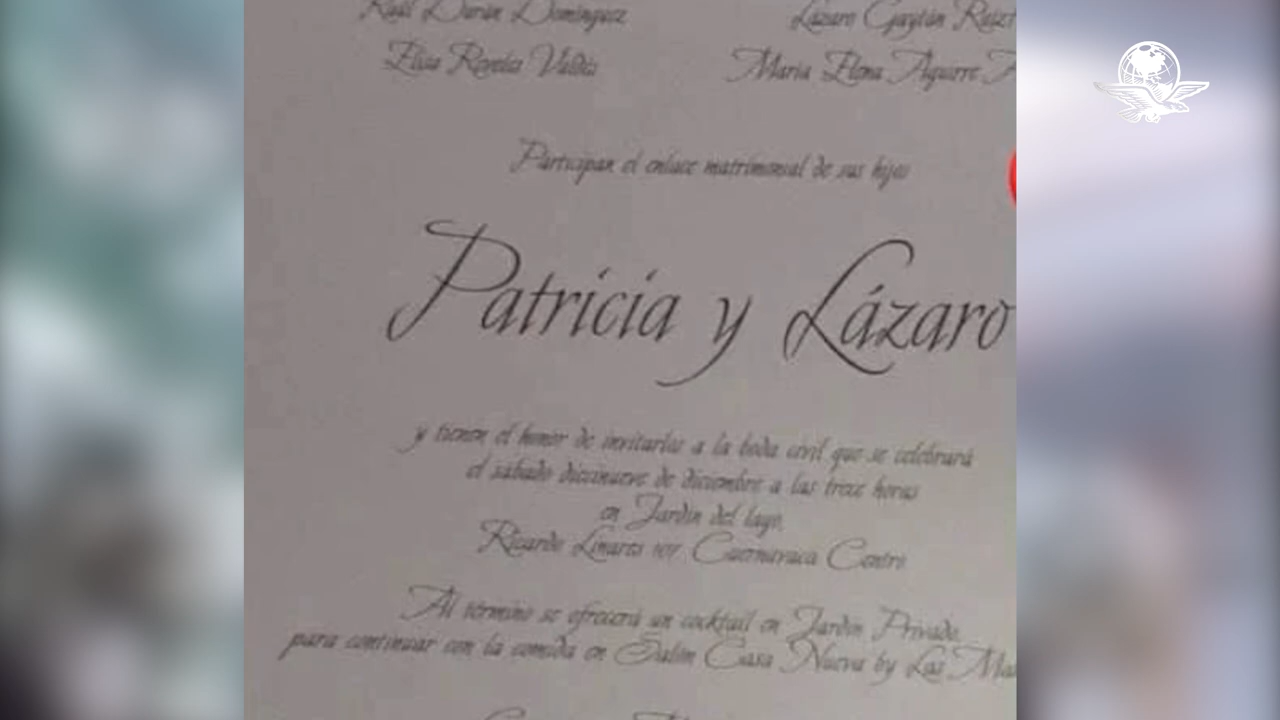 Raúl Durán Domínguez Lázaro Gaytán
Elisa Roveles Valdés María Elena Aguirre
Participan el enlace matrimonial de sus hijos
Patricia y Lázaro
y tienen el honor de invitarles a la boda civil que se celebrará
el sábado diecinueve de diciembre a las trece horas
en Jardín del lago,
Ricardo Linares 107, Cuernavaca Centro
Al término se ofrecerá un cocktail en Jardín Privado,
para continuar con la comida en Salón Casa Nueva by Las